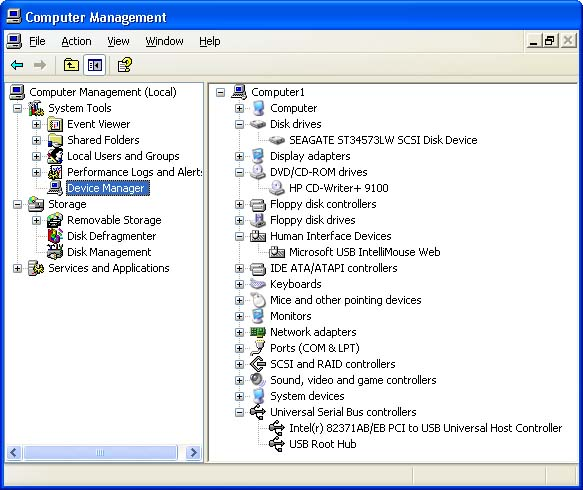 Computer Management
File Action View Window Help
Computer Management (Local)
System Tools
Event Viewer
Shared Folders
Local Users and Groups
Performance Logs and Alerts
Device Manager
Storage
Removable Storage
Disk Defragmenter
Disk Management
Services and Applications
Computer1
Computer
Disk drives
SEAGATE ST34573LW SCSI Disk Device
Display adapters
DVD/CD-ROM drives
HP CD-Writer+ 9100
Floppy disk controllers
Floppy disk drives
Human Interface Devices
Microsoft USB IntelliMouse Web
IDE ATA/ATAPI controllers
Keyboards
Mice and other pointing devices
Monitors
Network adapters
Ports (COM & LPT)
SCSI and RAID controllers
Sound, video and game controllers
System devices
Universal Serial Bus controllers
Intel(r) 82371AB/EB PCI to USB Universal Host Controller
USB Root Hub